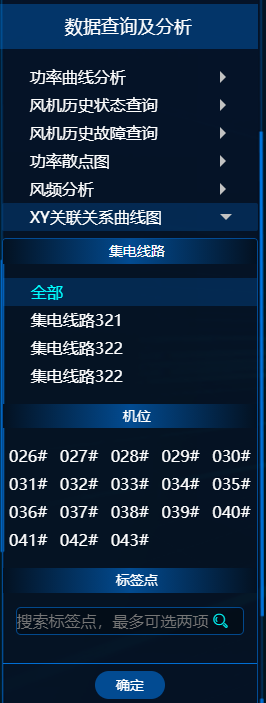 数据查询及分析
功率曲线分析
风机历史状态查询
风机历史故障查询
功率散点图
风频分析
XY关联关系曲线图
集电线路
全部
集电线路321
集电线路322
集电线路322
机位
026# 027# 028# 029# 030#
031# 032# 033# 034# 035#
036# 037# 038# 039# 040#
041# 042# 043#
标签点
搜索标签点，最多可选两项
确定